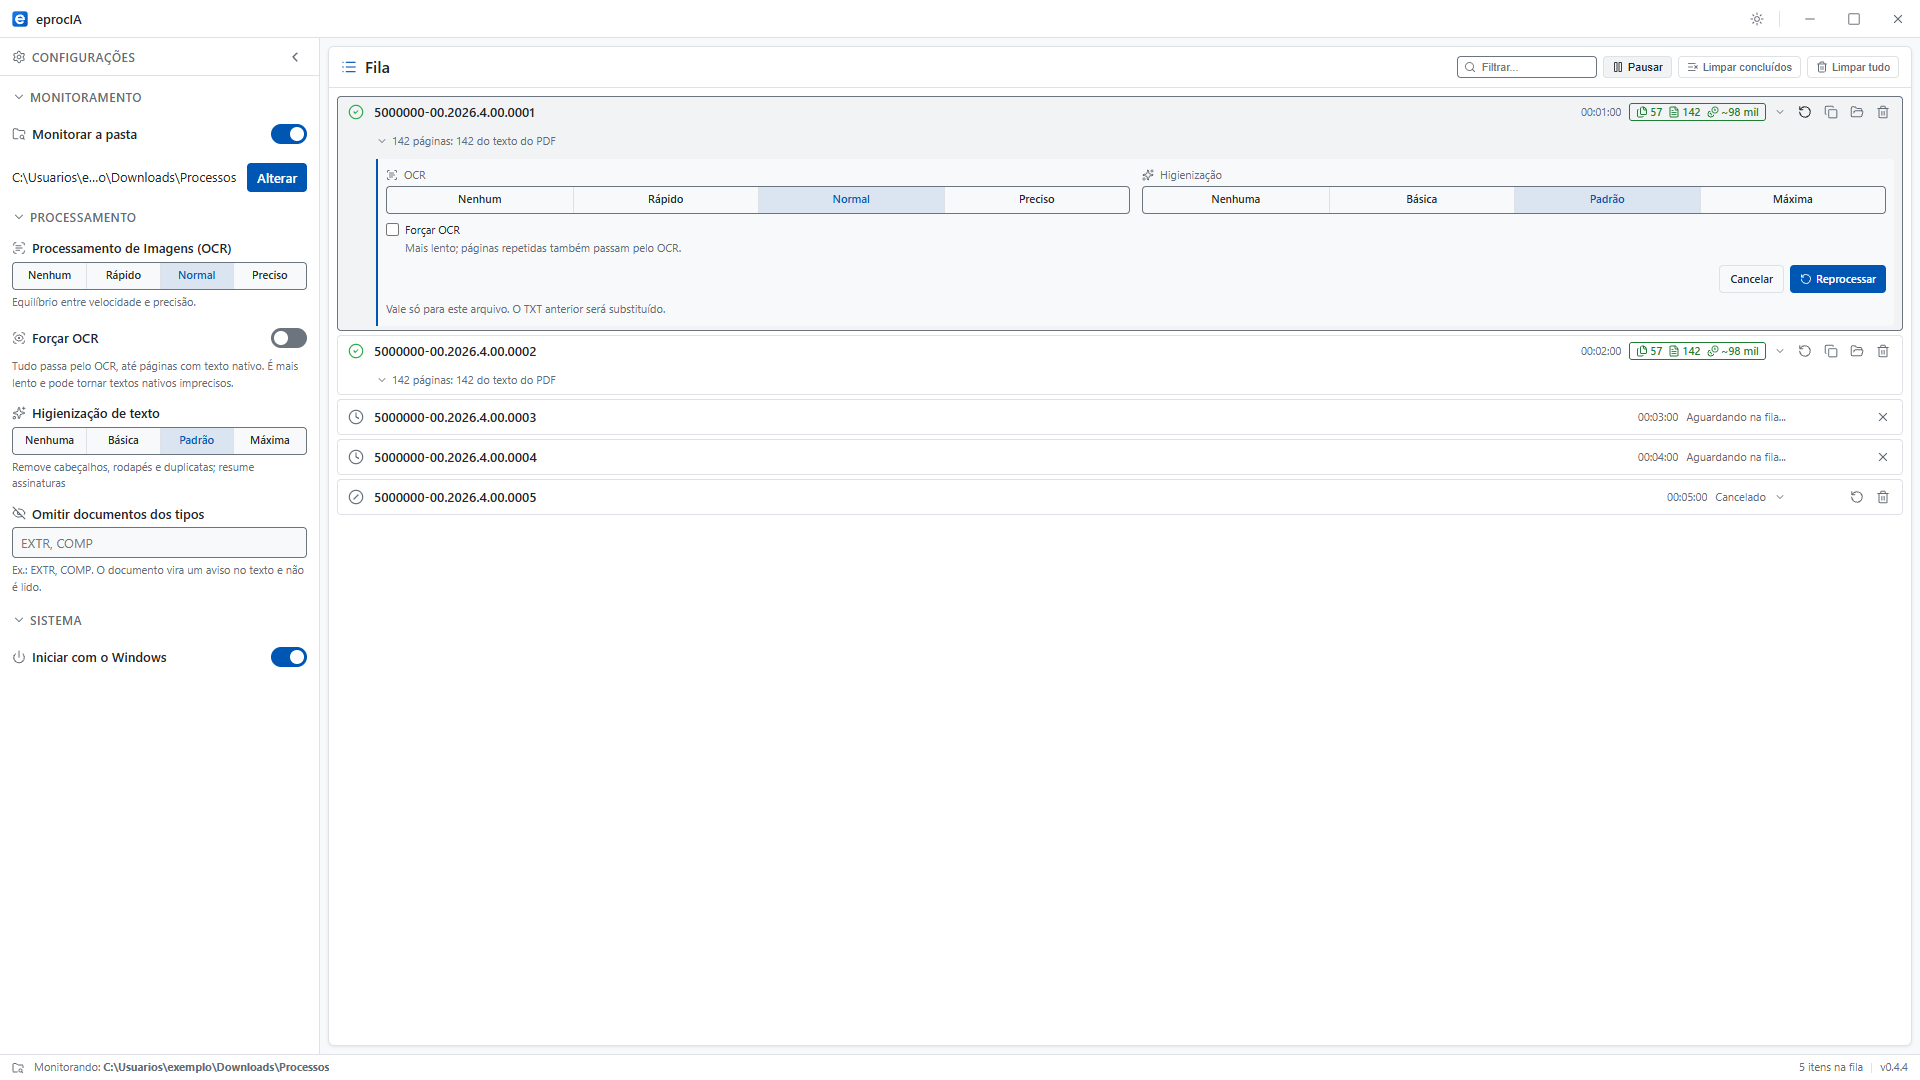 eprocIA
CONFIGURAÇÕES
MONITORAMENTO
Monitorar a pasta
C:\Usuarios\e...o\Downloads\Processos Alterar
PROCESSAMENTO
Processamento de Imagens (OCR)
Nenhum Rápido Normal Preciso
Equilíbrio entre velocidade e precisão.
Forçar OCR
Tudo passa pelo OCR, até páginas com texto nativo. É mais
lento e pode tornar textos nativos imprecisos.
Higienização de texto
Nenhuma Básica Padrão Máxima
Remove cabeçalhos, rodapés e duplicatas; resume
assinaturas
Omitir documentos dos tipos
EXTR, COMP
Ex.: EXTR, COMP. O documento vira um aviso no texto e não
é lido.
SISTEMA
Iniciar com o Windows
Fila Filtrar... Pausar Limpar concluídos Limpar tudo
5000000-00.2026.4.00.0001 00:01:00 57 142 ~98 mil
142 páginas: 142 do texto do PDF
OCR Higienização
Nenhum Rápido Normal Preciso Nenhuma Básica Padrão Máxima
Forçar OCR
Mais lento; páginas repetidas também passam pelo OCR.
Cancelar Reprocessar
Vale só para este arquivo. O TXT anterior será substituído.
5000000-00.2026.4.00.0002 00:02:00 57 142 ~98 mil
142 páginas: 142 do texto do PDF
5000000-00.2026.4.00.0003 00:03:00 Aguardando na fila...
5000000-00.2026.4.00.0004 00:04:00 Aguardando na fila...
5000000-00.2026.4.00.0005 00:05:00 Cancelado
Monitorando: C:\Usuarios\exemplo\Downloads\Processos 5 itens na fila v0.4.4